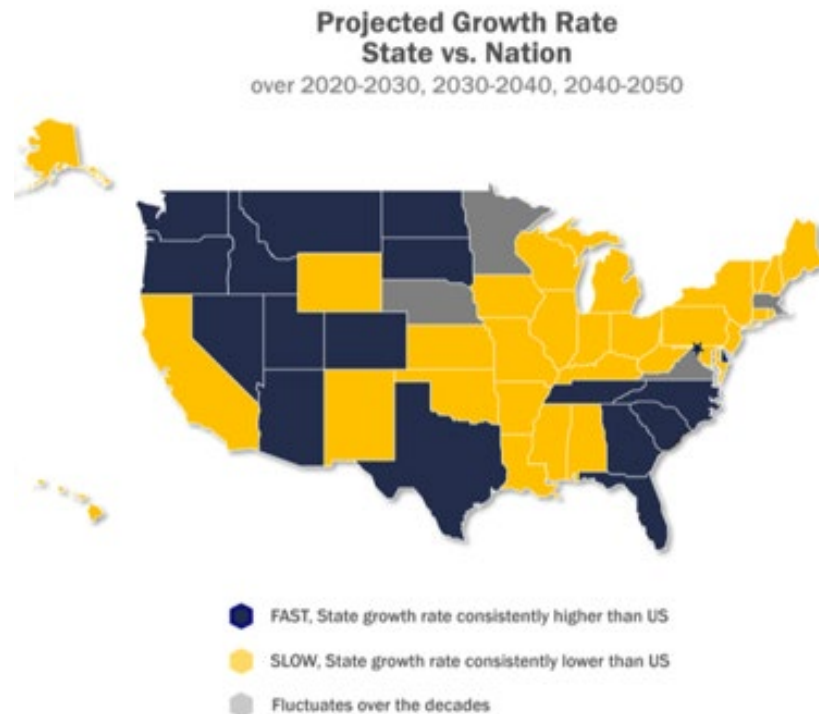 Projected Growth Rate
State vs. Nation
over 2020-2030, 2030-2040, 2040-2050
FAST, State growth rate consistently higher than US
SLOW, State growth rate consistently lower than US
Fluctuates over the decades